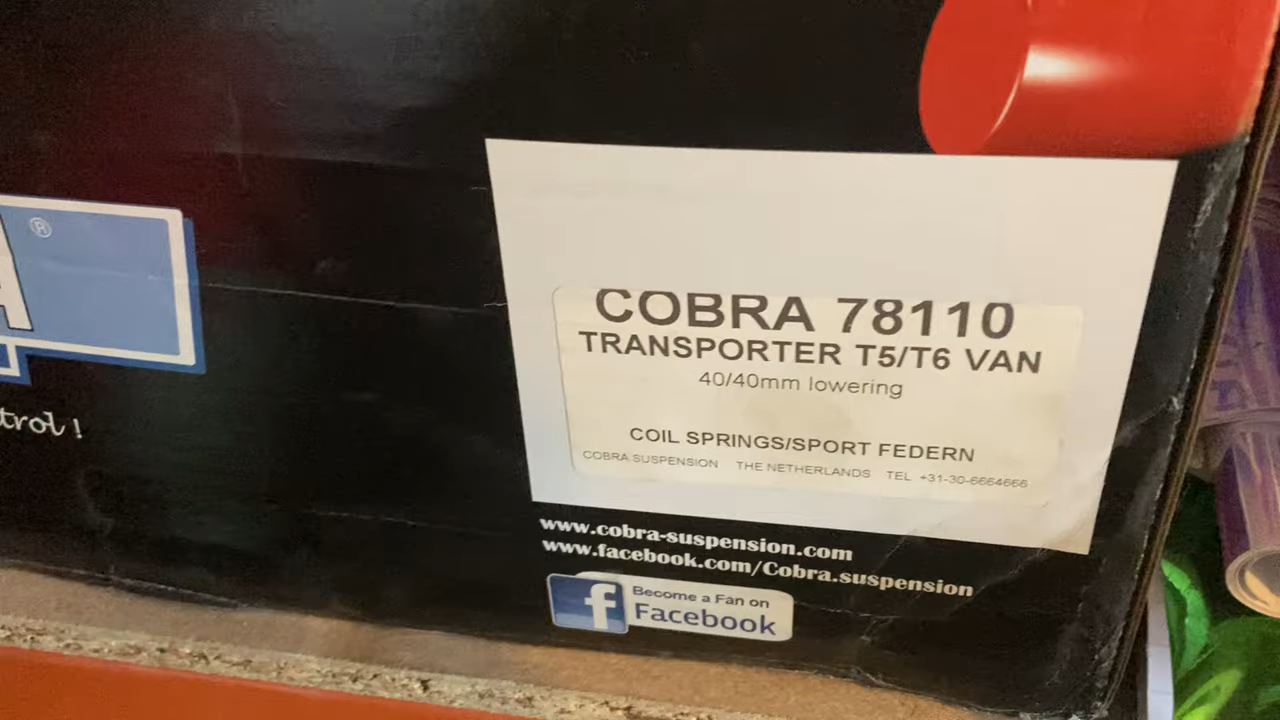 A ®
trol !
COBRA 78110
TRANSPORTER T5/T6 VAN
40/40mm lowering
COIL SPRINGS/SPORT FEDERN
COBRA SUSPENSION THE NETHERLANDS TEL +31-30-6664666
www.cobra-suspension.com
www.facebook.com/Cobra.suspension
f Become a Fan on
Facebook